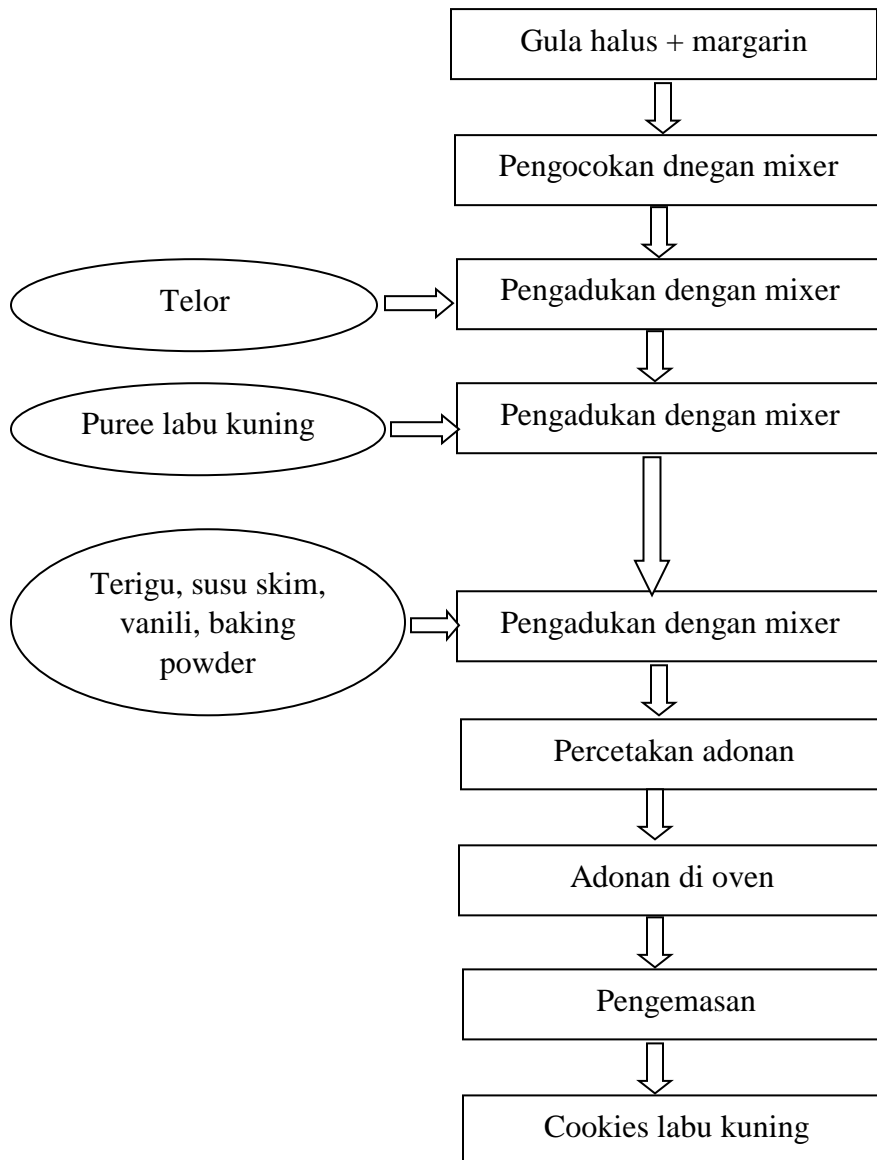 Gula halus + margarin
Pengocokan dnegan mixer
Telor
Pengadukan dengan mixer
Puree labu kuning
Pengadukan dengan mixer
Terigu, susu skim,
vanili, baking
powder
Pengadukan dengan mixer
Percetakan adonan
Adonan di oven
Pengemasan
Cookies labu kuning